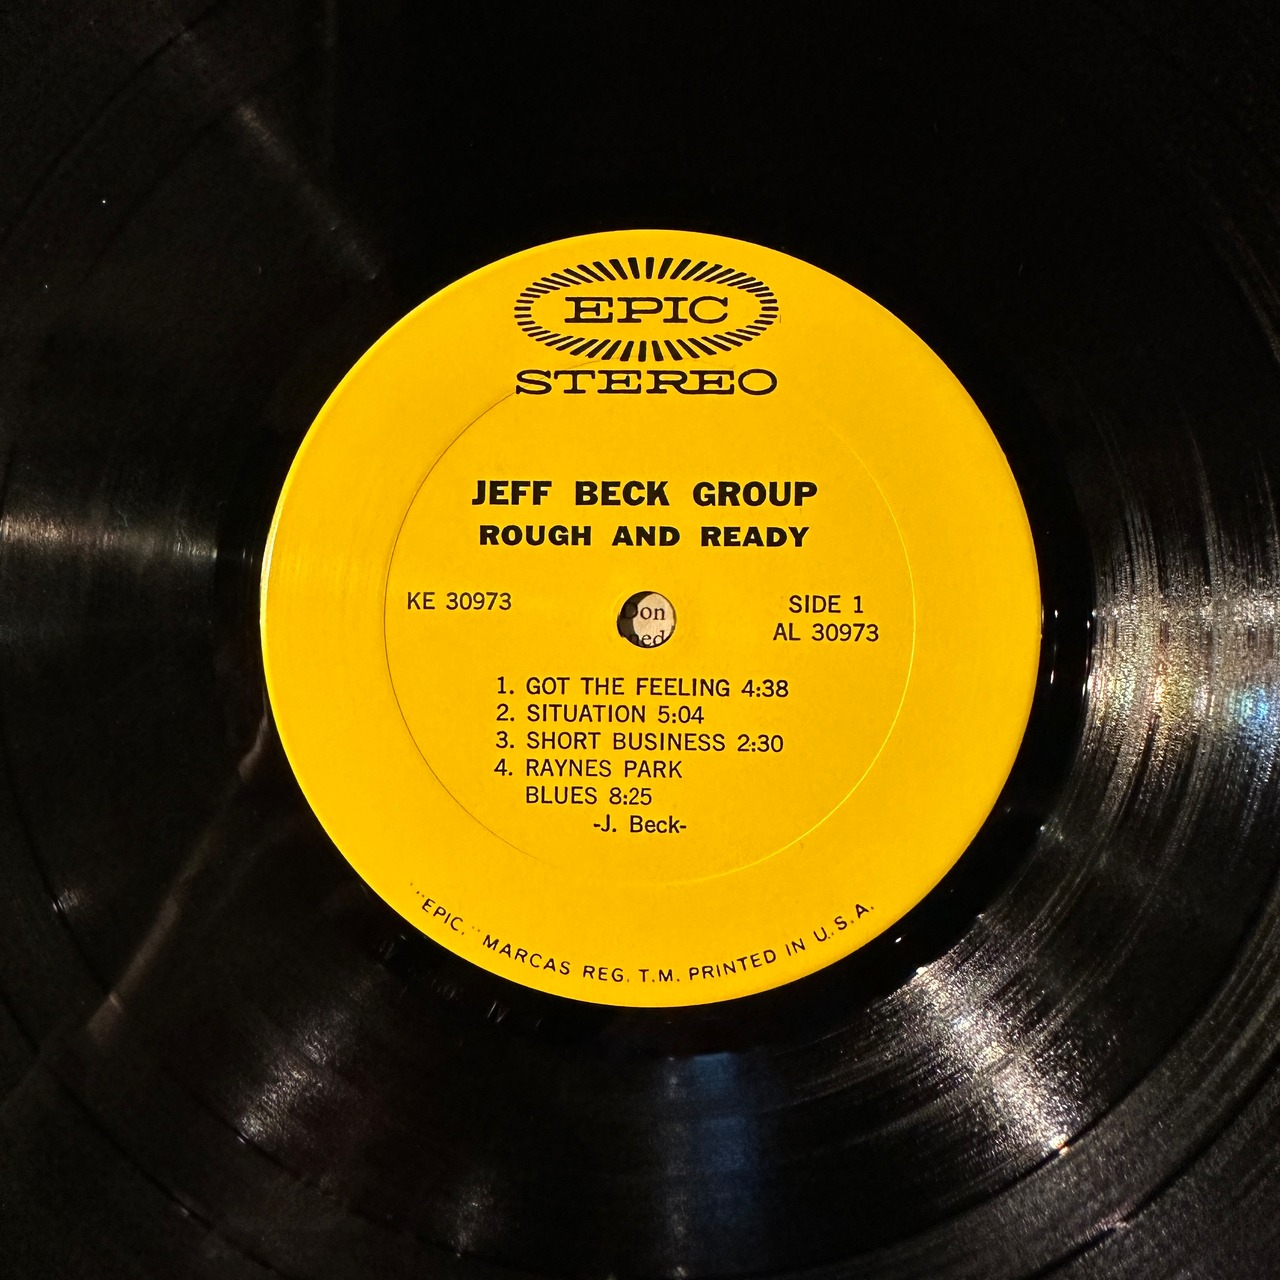 EPIC
STEREO
JEFF BECK GROUP
ROUGH AND READY
KE 30973
SIDE 1
AL 30973
1. GOT THE FEELING 4:38
2. SITUATION 5:04
3. SHORT BUSINESS 2:30
4. RAYNES PARK
BLUES 8:25
-J. Beck-
"EPIC," MARCAS REG. T.M. PRINTED IN U.S.A.